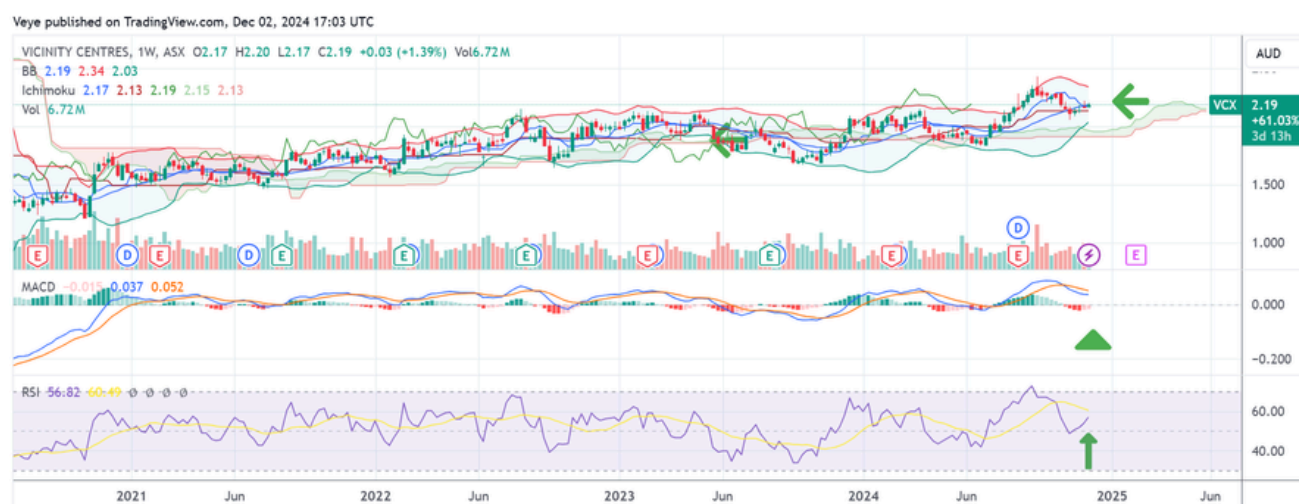 Veye published on TradingView.com, Dec 02, 2024 17:03 UTC
VICINITY CENTRES, 1W, ASX O2.17 H2.20 L2.17 C2.19 +0.03 (+1.39%) Vol6.72M
AUD
BB 2.19 2.34 2.03
Ichimoku 2.17 2.13 2.19 2.15 2.13
Vol 6.72M
VCX 2.19
+61.03%
3d 13h
1.500
1.000
D
E D E D E E E E E E E E
MACD −0.015 0.037 0.052
0.000
−0.200
RSI 56.82 60.49 Ø Ø Ø Ø
60.00
40.00
2021 Jun 2022 Jun 2023 Jun 2024 Jun 2025 Jun